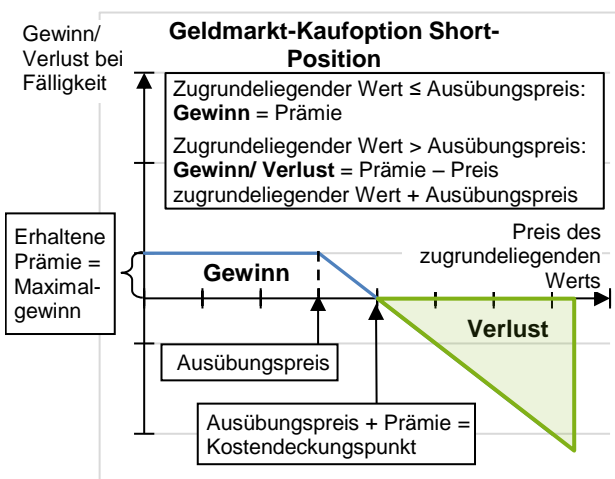 Gewinn/
Verlust bei
Fälligkeit
Geldmarkt-Kaufoption Short-
Position
Zugrundeliegender Wert ≤ Ausübungspreis:
Gewinn = Prämie
Zugrundeliegender Wert > Ausübungspreis:
Gewinn/ Verlust = Prämie – Preis
zugrundeliegender Wert + Ausübungspreis
Erhaltene
Prämie =
Maximal-
gewinn
Gewinn
Preis des
zugrundeliegenden
Werts
Verlust
Ausübungspreis
Ausübungspreis + Prämie =
Kostendeckungspunkt